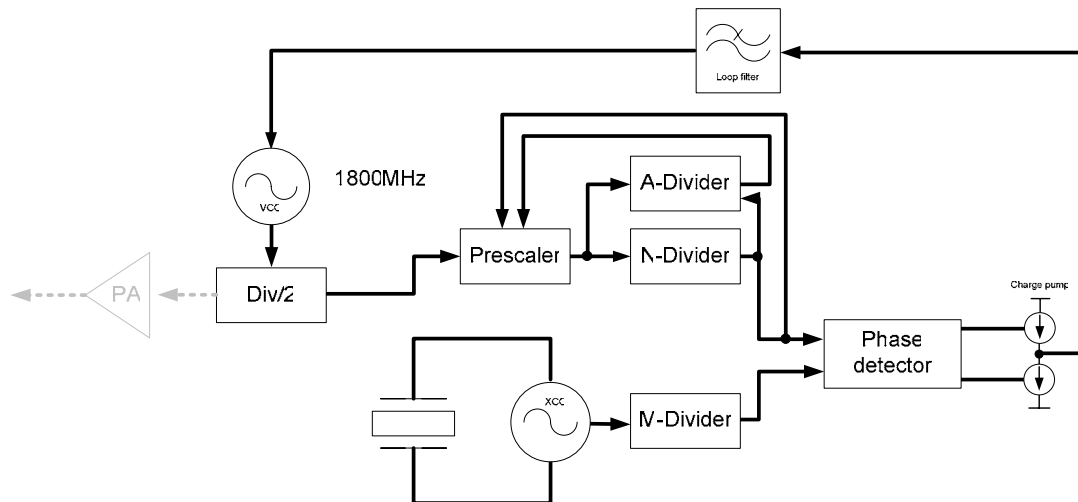 Loop filter
1800MHz
VCO
A-Divider
Prescaler
N-Divider
PA
Div/2
Charge pump
Phase
detector
XCO
M-Divider